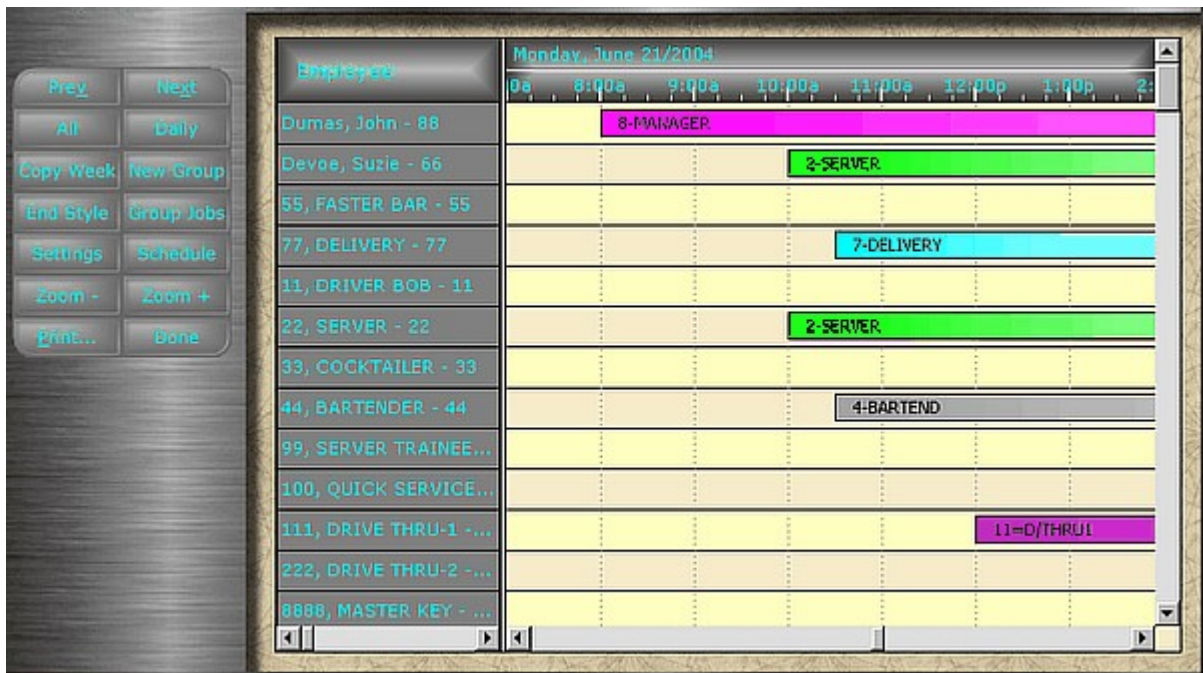 Prev Next
All Daily
Copy Week New Group
End Style Group Jobs
Settings Schedule
Zoom - Zoom +
Print... Done
Employee
Monday, June 21/2004
0a 8:00a 9:00a 10:00a 11:00a 12:00p 1:00p 2:
Dumas, John - 88 8-MANAGER
Devoe, Suzie - 66 2-SERVER
55, FASTER BAR - 55
77, DELIVERY - 77 7-DELIVERY
11, DRIVER BOB - 11
22, SERVER - 22 2-SERVER
33, COCKTAILER - 33
44, BARTENDER - 44 4-BARTEND
99, SERVER TRAINEE...
100, QUICK SERVICE...
111, DRIVE THRU-1 -... 11=D/THRU1
222, DRIVE THRU-2 -...
8888, MASTER KEY - ...